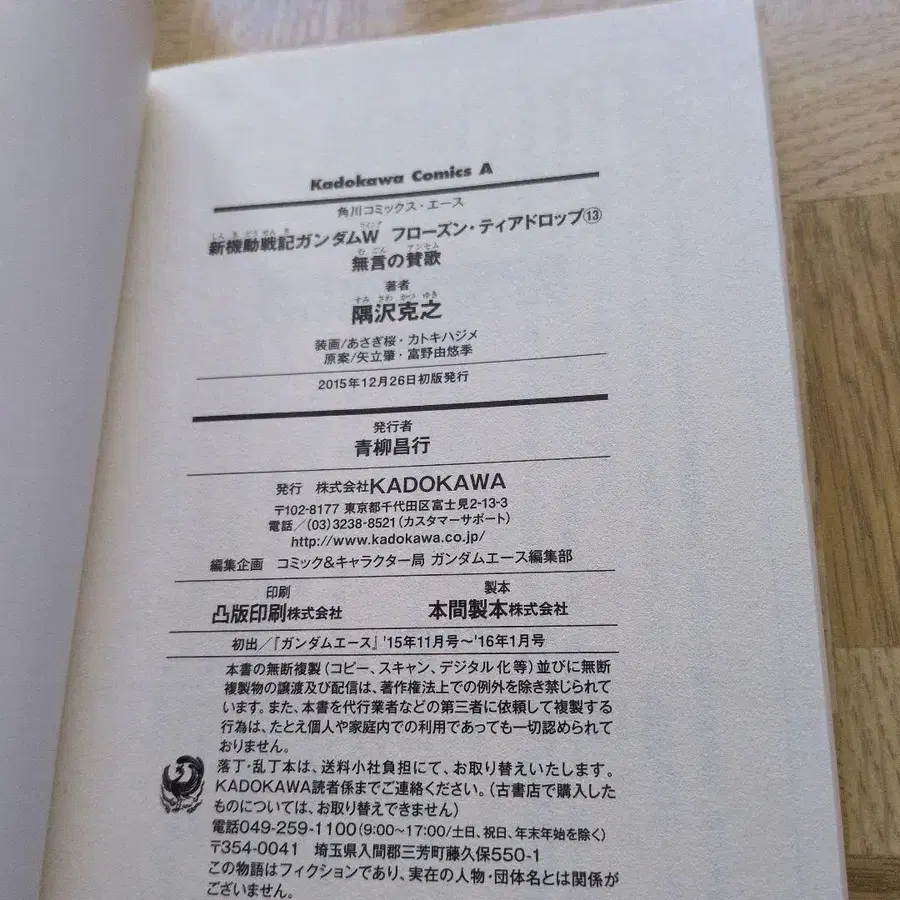 Kadokawa Comics A
角川コミックス・エース
新機動戦記ガンダムW フローズン・ティアドロップ⑬
無言の賛歌
著者
隅沢克之
装画/あさぎ桜・カトキハジメ
原案/矢立肇・富野由悠季
2015年12月26日初版発行
発行者
青柳昌行
発行 株式会社KADOKAWA
〒102-8177 東京都千代田区富士見2-13-3
電話/(03)3238-8521(カスタマーサポート)
http://www.kadokawa.co.jp/
編集企画 コミック&キャラクター局 ガンダムエース編集部
印刷 製本
凸版印刷株式会社 本間製本株式会社
初出/『ガンダムエース』'15年11月号~'16年1月号
本書の無断複製(コピー、スキャン、デジタル化等)並びに無断
複製物の譲渡及び配信は、著作権法上での例外を除き禁じられて
います。また、本書を代行業者などの第三者に依頼して複製する
行為は、たとえ個人や家庭内での利用であっても一切認められて
おりません。
落丁・乱丁本は、送料小社負担にて、お取り替えいたします。
KADOKAWA読者係までご連絡ください。(古書店で購入した
ものについては、お取り替えできません)
電話049-259-1100(9:00~17:00/土日、祝日、年末年始を除く)
〒354-0041 埼玉県入間郡三芳町藤久保550-1
この物語はフィクションであり、実在の人物・団体名とは関係が
ございません。